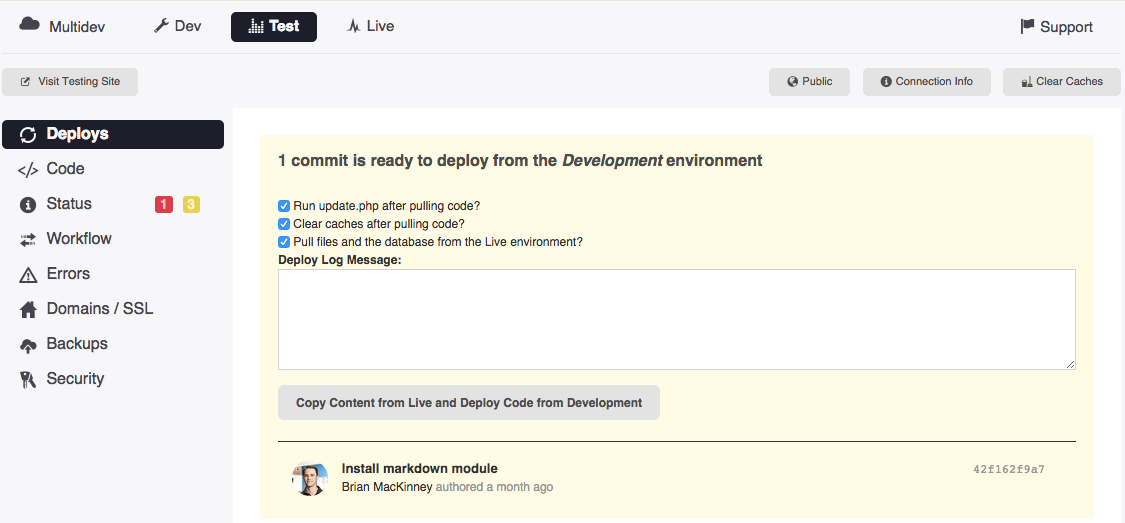 Multidev Dev Test Live Support
Visit Testing Site Public Connection Info Clear Caches
Deploys
Code
Status 1 3
Workflow
Errors
Domains / SSL
Backups
Security
1 commit is ready to deploy from the Development environment
Run update.php after pulling code?
Clear caches after pulling code?
Pull files and the database from the Live environment?
Deploy Log Message:
Copy Content from Live and Deploy Code from Development
Install markdown module 42f162f9a7
Brian MacKinney authored a month ago